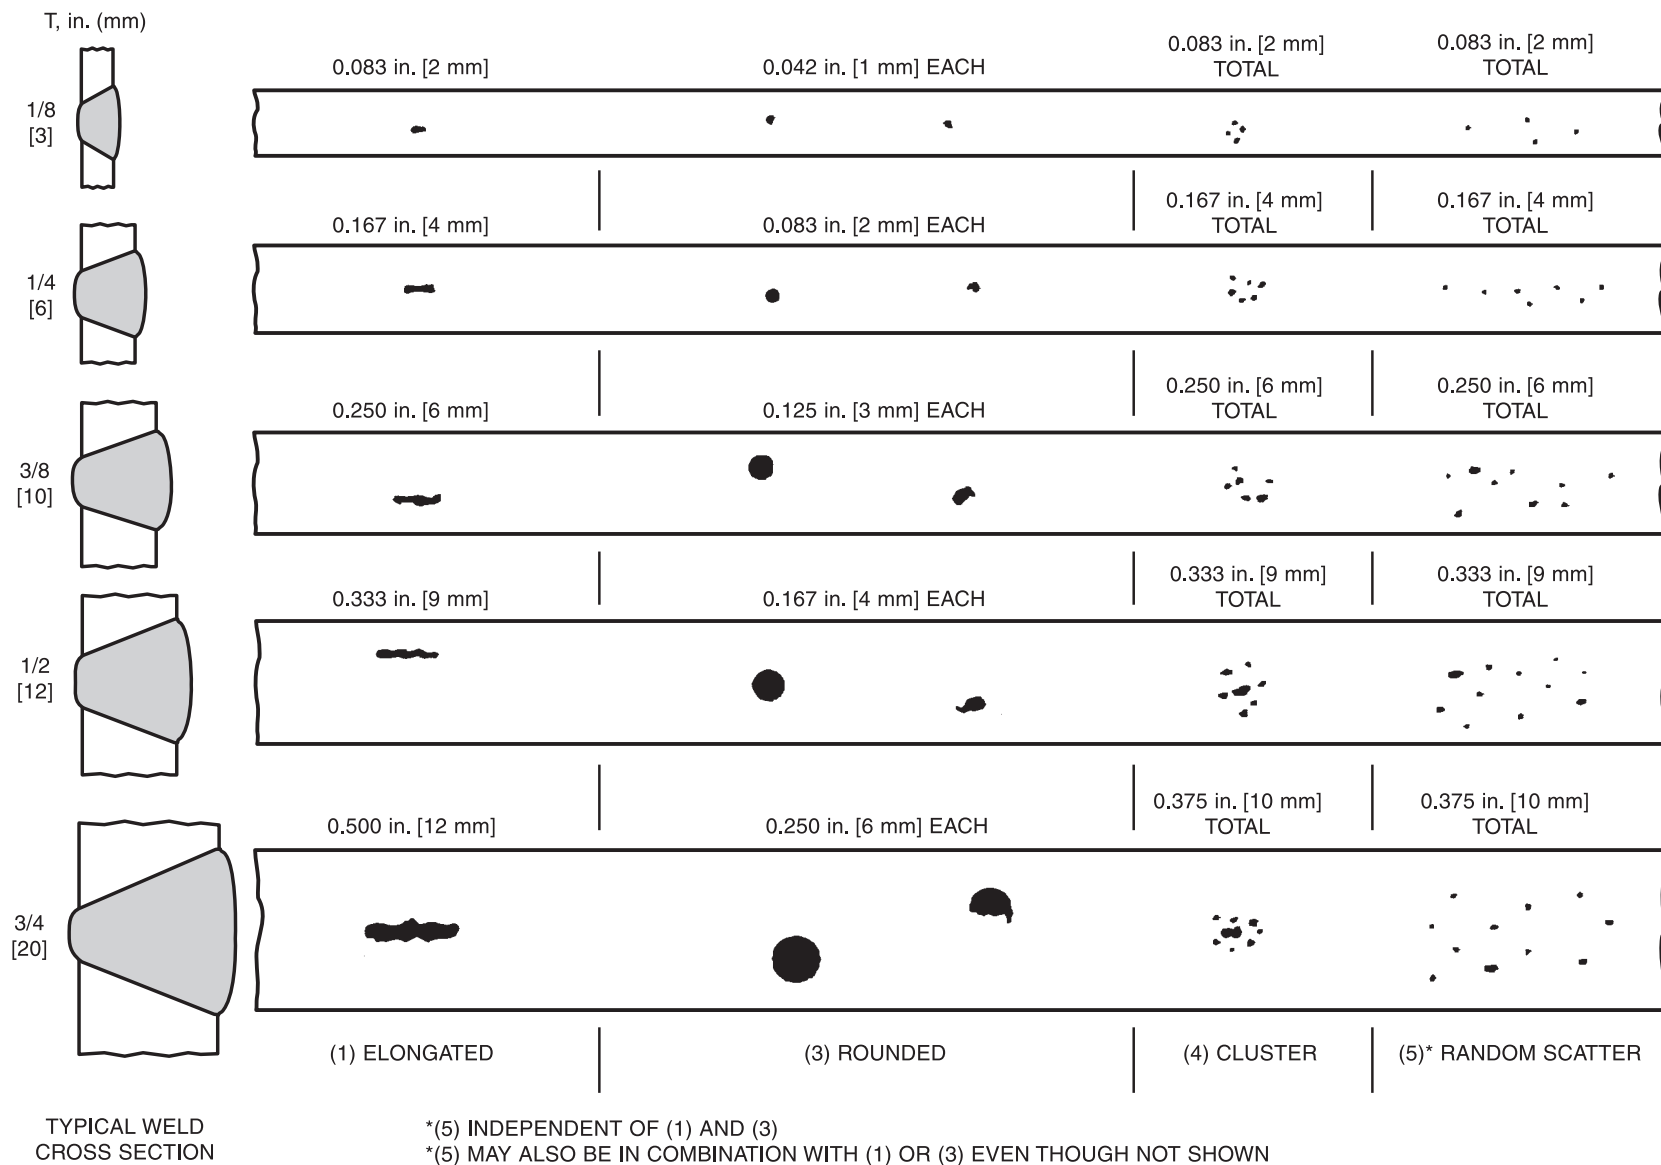 T, in. (mm)
0.083 in. [2 mm]
0.042 in. [1 mm] EACH
0.083 in. [2 mm]
TOTAL
0.083 in. [2 mm]
TOTAL
1/8
[3]
0.167 in. [4 mm]
0.083 in. [2 mm] EACH
0.167 in. [4 mm]
TOTAL
0.167 in. [4 mm]
TOTAL
1/4
[6]
0.250 in. [6 mm]
0.125 in. [3 mm] EACH
0.250 in. [6 mm]
TOTAL
0.250 in. [6 mm]
TOTAL
3/8
[10]
0.333 in. [9 mm]
0.167 in. [4 mm] EACH
0.333 in. [9 mm]
TOTAL
0.333 in. [9 mm]
TOTAL
1/2
[12]
0.500 in. [12 mm]
0.250 in. [6 mm] EACH
0.375 in. [10 mm]
TOTAL
0.375 in. [10 mm]
TOTAL
3/4
[20]
(1) ELONGATED
(3) ROUNDED
(4) CLUSTER
(5)* RANDOM SCATTER
TYPICAL WELD
CROSS SECTION
*(5) INDEPENDENT OF (1) AND (3)
*(5) MAY ALSO BE IN COMBINATION WITH (1) OR (3) EVEN THOUGH NOT SHOWN